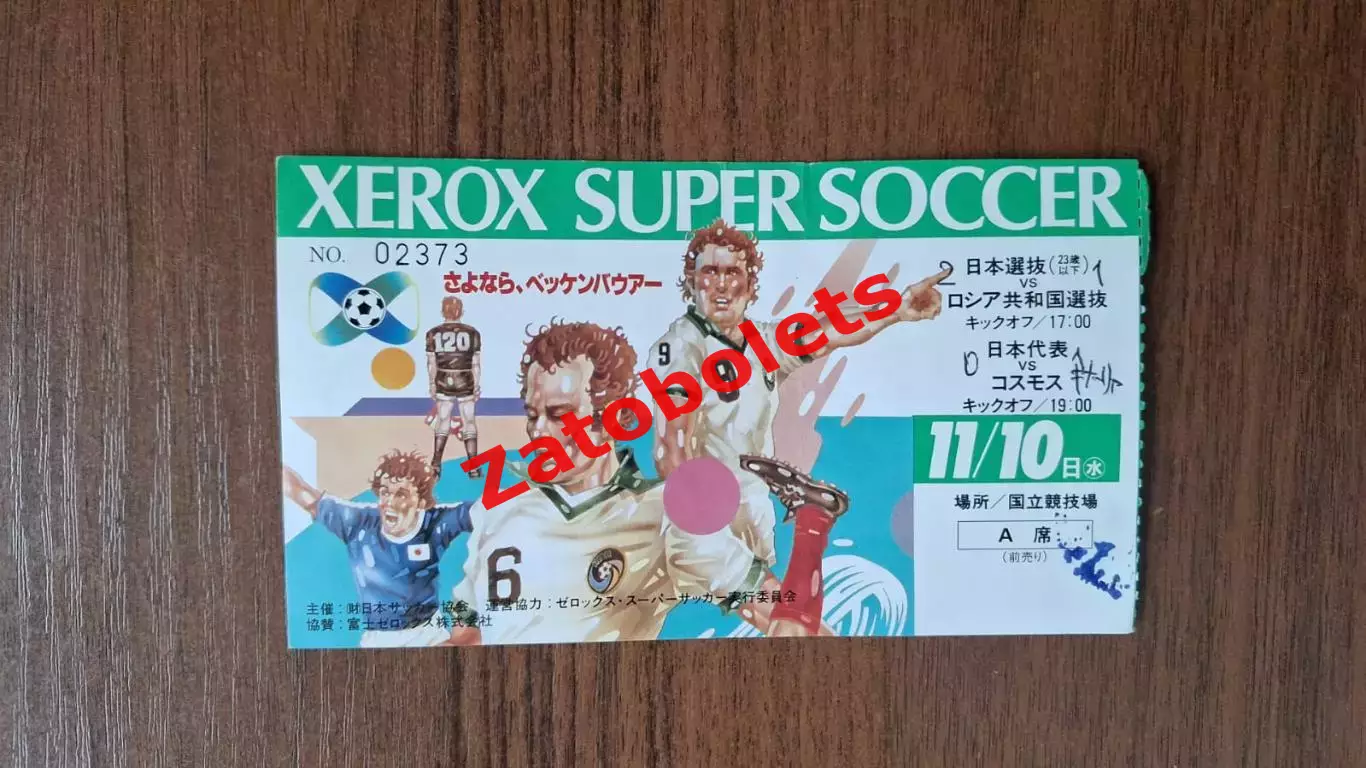 XEROX SUPER SOCCER
NO. 02373
さよなら、ベッケンバウアー
120
9
9
6
2 日本選抜(23歳以下) 1
VS
ロシア共和国選抜
キックオフ/17:00
0 日本代表 1
VS
コスモス
キックオフ/19:00
11/10日㊌
場所/国立競技場
A 席
(前売り)
主催:㈶日本サッカー協会 運営協力:ゼロックス・スーパーサッカー実行委員会
協賛:富士ゼロックス株式会社
Zatobolets